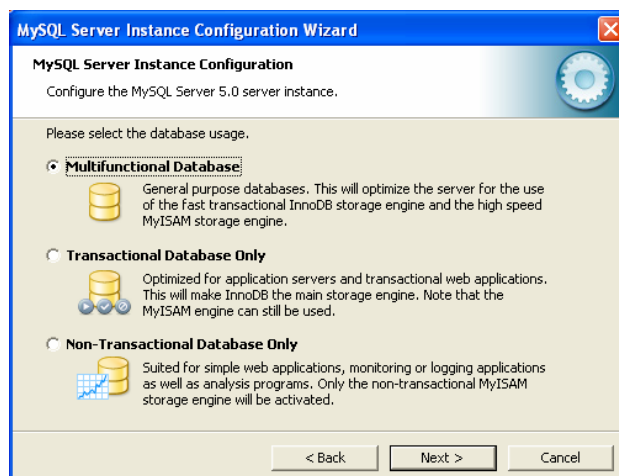 MySQL Server Instance Configuration Wizard
MySQL Server Instance Configuration
Configure the MySQL Server 5.0 server instance.
Please select the database usage.
Multifunctional Database
General purpose databases. This will optimize the server for the use
of the fast transactional InnoDB storage engine and the high speed
MyISAM storage engine.
Transactional Database Only
Optimized for application servers and transactional web applications.
This will make InnoDB the main storage engine. Note that the
MyISAM engine can still be used.
Non-Transactional Database Only
Suited for simple web applications, monitoring or logging applications
as well as analysis programs. Only the non-transactional MyISAM
storage engine will be activated.
< Back
Next >
Cancel